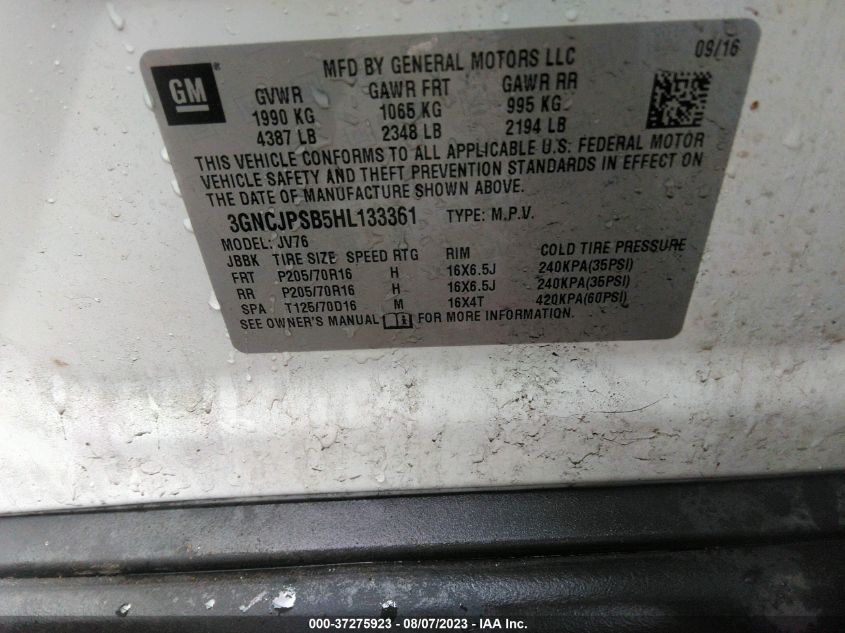 GM
MFD BY GENERAL MOTORS LLC
09/16
GVWR GAWR FRT GAWR RR
1990 KG 1065 KG 995 KG
4387 LB 2348 LB 2194 LB
THIS VEHICLE CONFORMS TO ALL APPLICABLE U.S: FEDERAL MOTOR
VEHICLE SAFETY AND THEFT PREVENTION STANDARDS IN EFFECT ON
THE DATE OF MANUFACTURE SHOWN ABOVE.
3GNCJPSB5HL133361 TYPE: M.P.V.
MODEL: JV76
JBBK TIRE SIZE SPEED RTG RIM COLD TIRE PRESSURE
FRT P205/70R16 H 16X6.5J 240KPA(35PSI)
RR P205/70R16 H 16X6.5J 240KPA(35PSI)
SPA T125/70D16 M 16X4T 420KPA(60PSI)
SEE OWNER'S MANUAL FOR MORE INFORMATION.
000-37275923 - 08/07/2023 - IAA Inc.